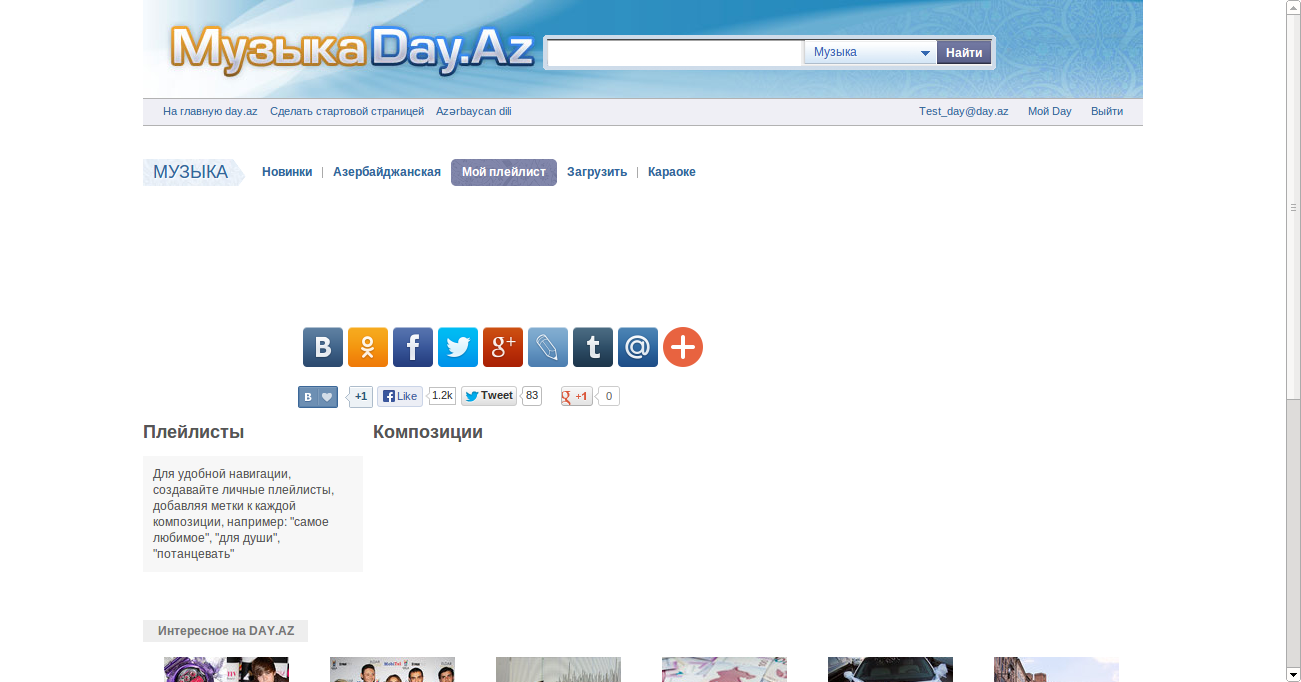 МузыкаDay.Az
Музыка
Найти
На главную day.az Сделать стартовой страницей Azərbaycan dili
Test_day@day.az Мой Day Выйти
МУЗЫКА
Новинки | Азербайджанская Мой плейлист Загрузить | Караоке
B +1 Like 1.2k Tweet 83 g +1 0
Плейлисты
Композиции
Для удобной навигации,
создавайте личные плейлисты,
добавляя метки к каждой
композиции, например: "самое
любимое", "для души",
"потанцевать"
Интересное на DAY.AZ